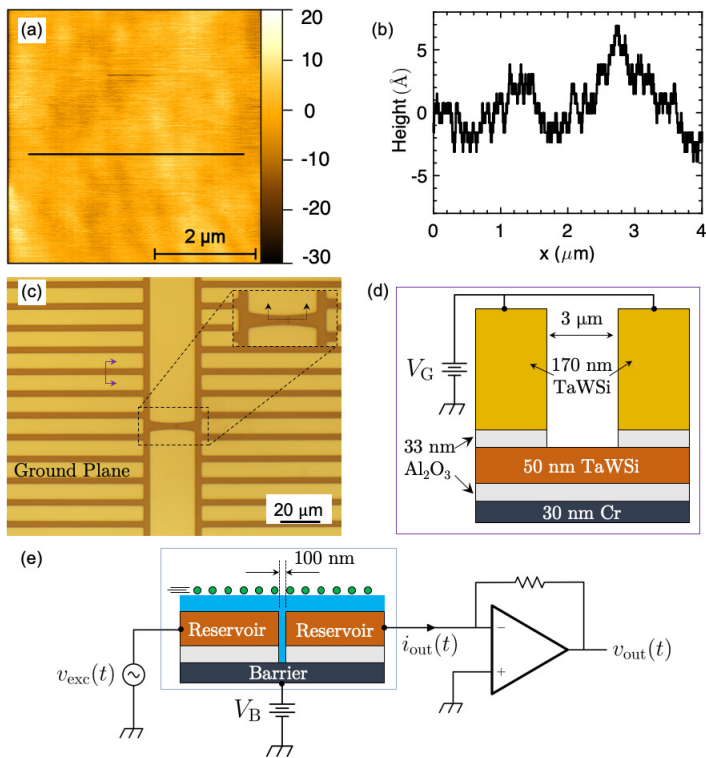 (a)
20
10
0
-10
-20
-30
2 μm
(b)
Height (Å)
5
0
-5
0 1 2 3 4
x (μm)
(c)
Ground Plane
20 μm
(d)
3 μm
V_G
170 nm
TaWSi
33 nm
Al₂O₃
50 nm TaWSi
30 nm Cr
(e)
100 nm
Reservoir Reservoir
Barrier
v_exc(t)
V_B
i_out(t)
−
+
v_out(t)